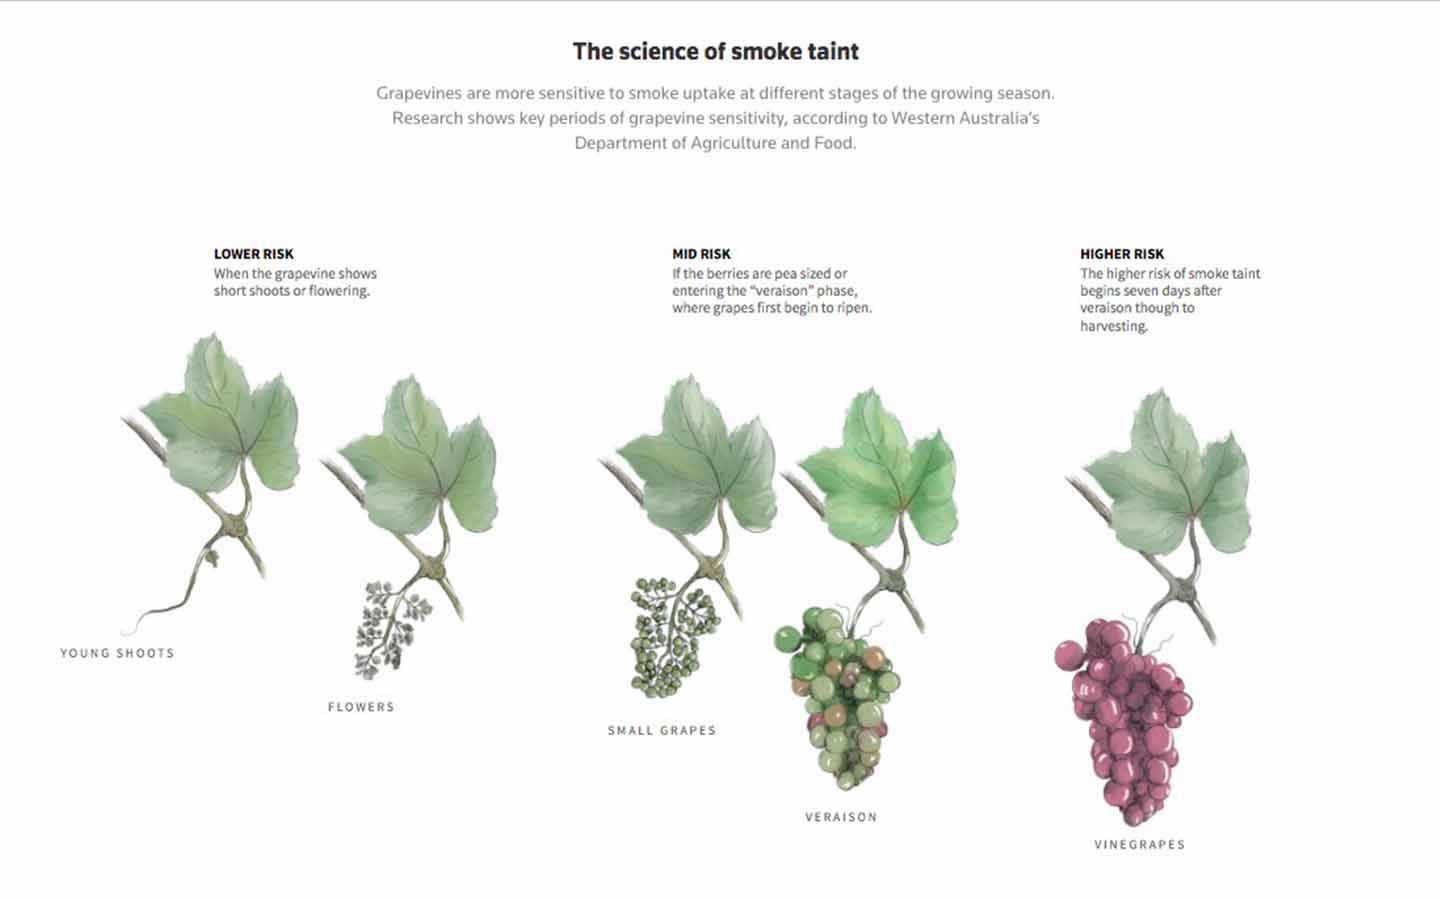 The science of smoke taint
Grapevines are more sensitive to smoke uptake at different stages of the growing season.
Research shows key periods of grapevine sensitivity, according to Western Australia's
Department of Agriculture and Food.
LOWER RISK
When the grapevine shows
short shoots or flowering.
MID RISK
If the berries are pea sized or
entering the “veraison” phase,
where grapes first begin to ripen.
HIGHER RISK
The higher risk of smoke taint
begins seven days after
veraison though to
harvesting.
YOUNG SHOOTS
FLOWERS
SMALL GRAPES
VERAISON
VINEGRAPES